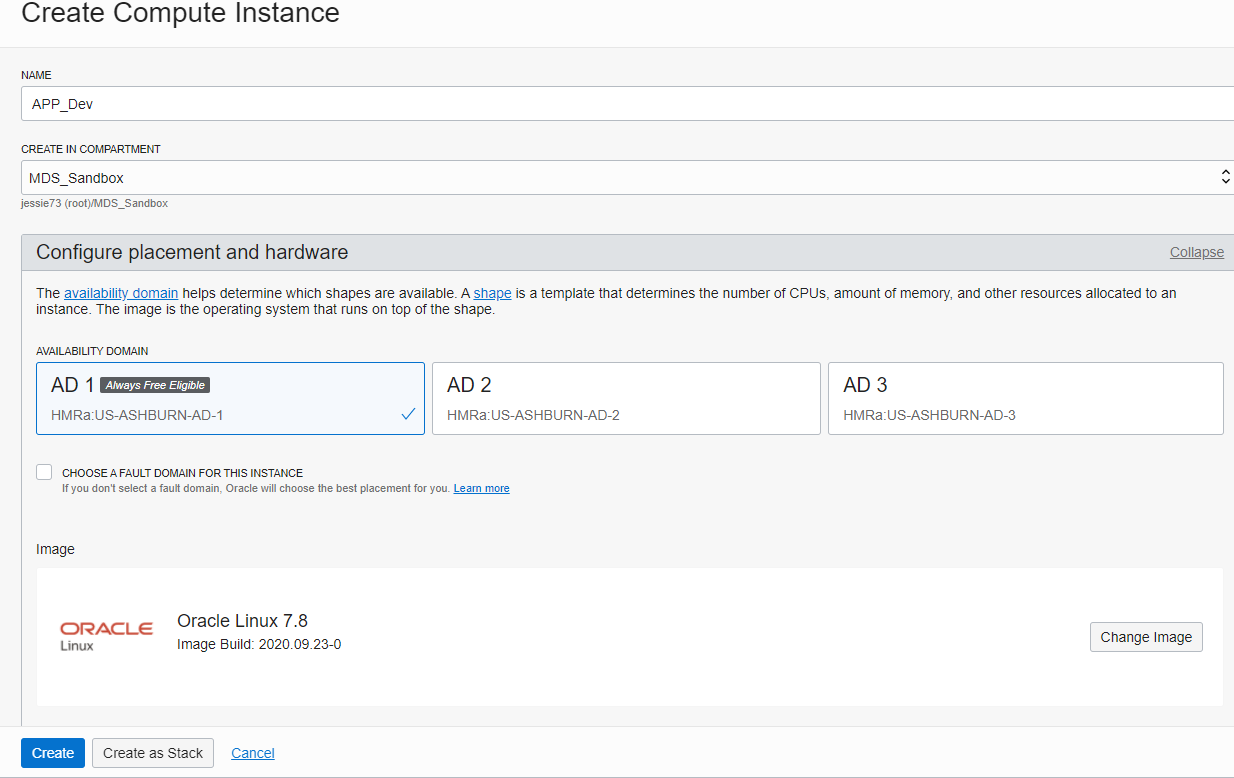 Create Compute Instance
NAME
APP_Dev
CREATE IN COMPARTMENT
MDS_Sandbox
jessie73 (root)/MDS_Sandbox
Configure placement and hardware
Collapse
The availability domain helps determine which shapes are available. A shape is a template that determines the number of CPUs, amount of memory, and other resources allocated to an
instance. The image is the operating system that runs on top of the shape.
AVAILABILITY DOMAIN
AD 1 Always Free Eligible
HMRa:US-ASHBURN-AD-1
AD 2
HMRa:US-ASHBURN-AD-2
AD 3
HMRa:US-ASHBURN-AD-3
CHOOSE A FAULT DOMAIN FOR THIS INSTANCE
If you don't select a fault domain, Oracle will choose the best placement for you. Learn more
Image
ORACLE
Linux
Oracle Linux 7.8
Image Build: 2020.09.23-0
Change Image
Create
Create as Stack
Cancel